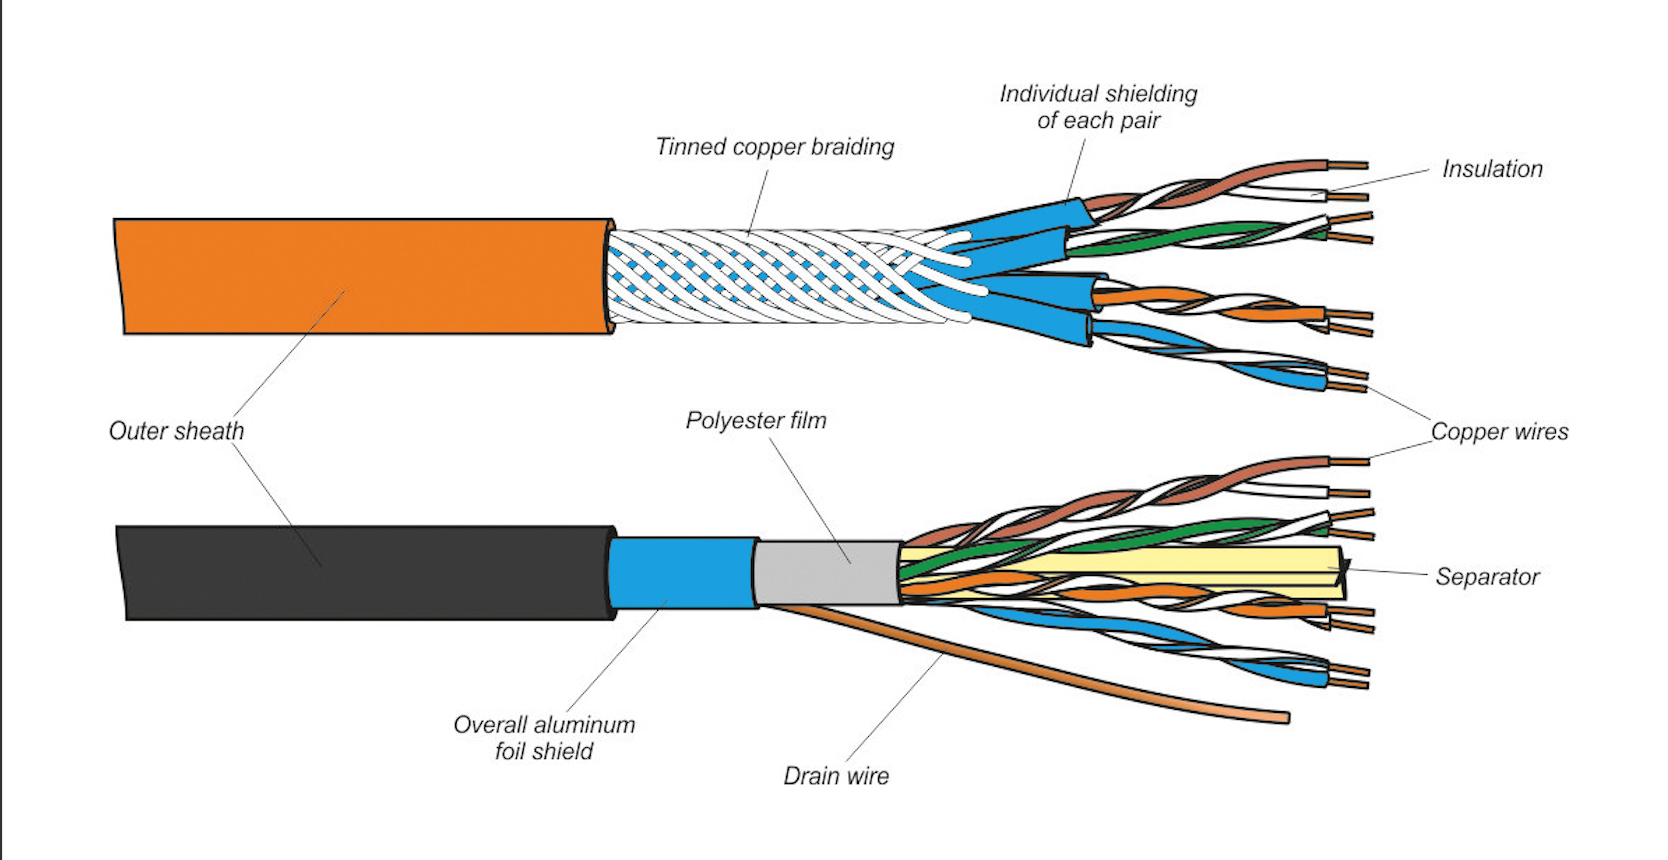 Individual shielding
of each pair
Tinned copper braiding
Insulation
Outer sheath
Polyester film
Copper wires
Separator
Overall aluminum
foil shield
Drain wire